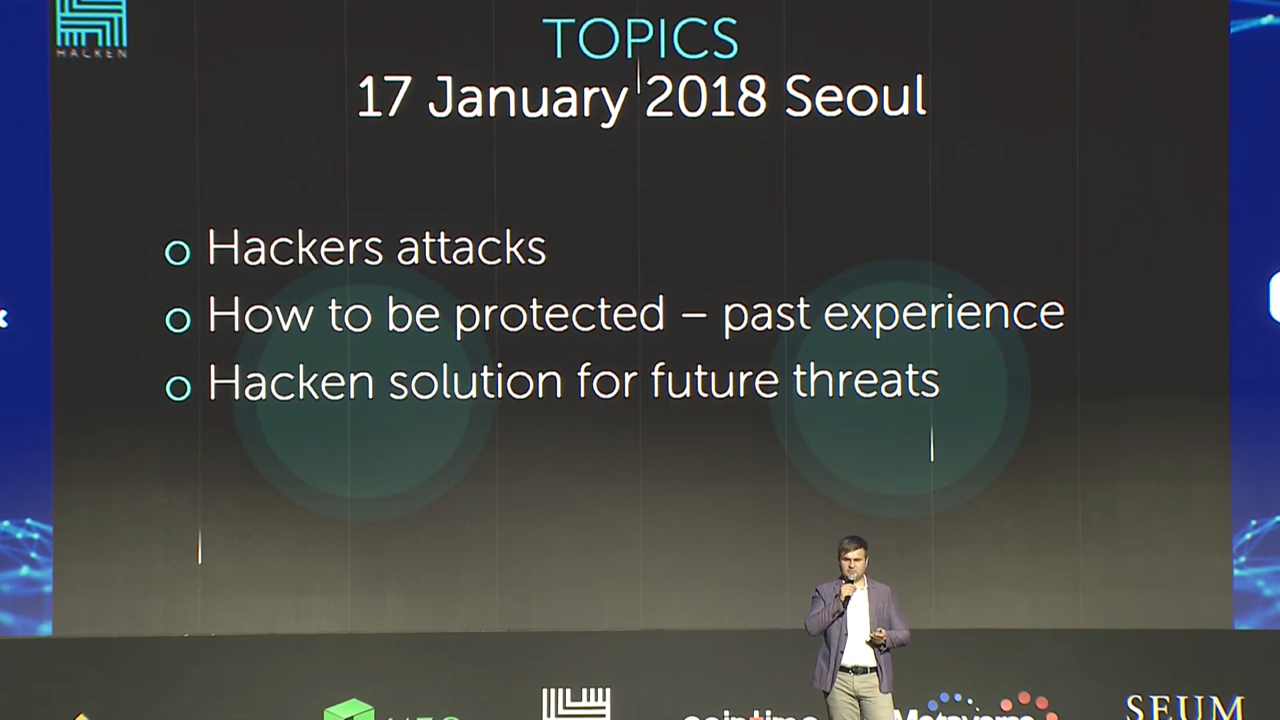 HACKEN
TOPICS
17 January 2018 Seoul
Hackers attacks
How to be protected – past experience
Hacken solution for future threats
SEUM